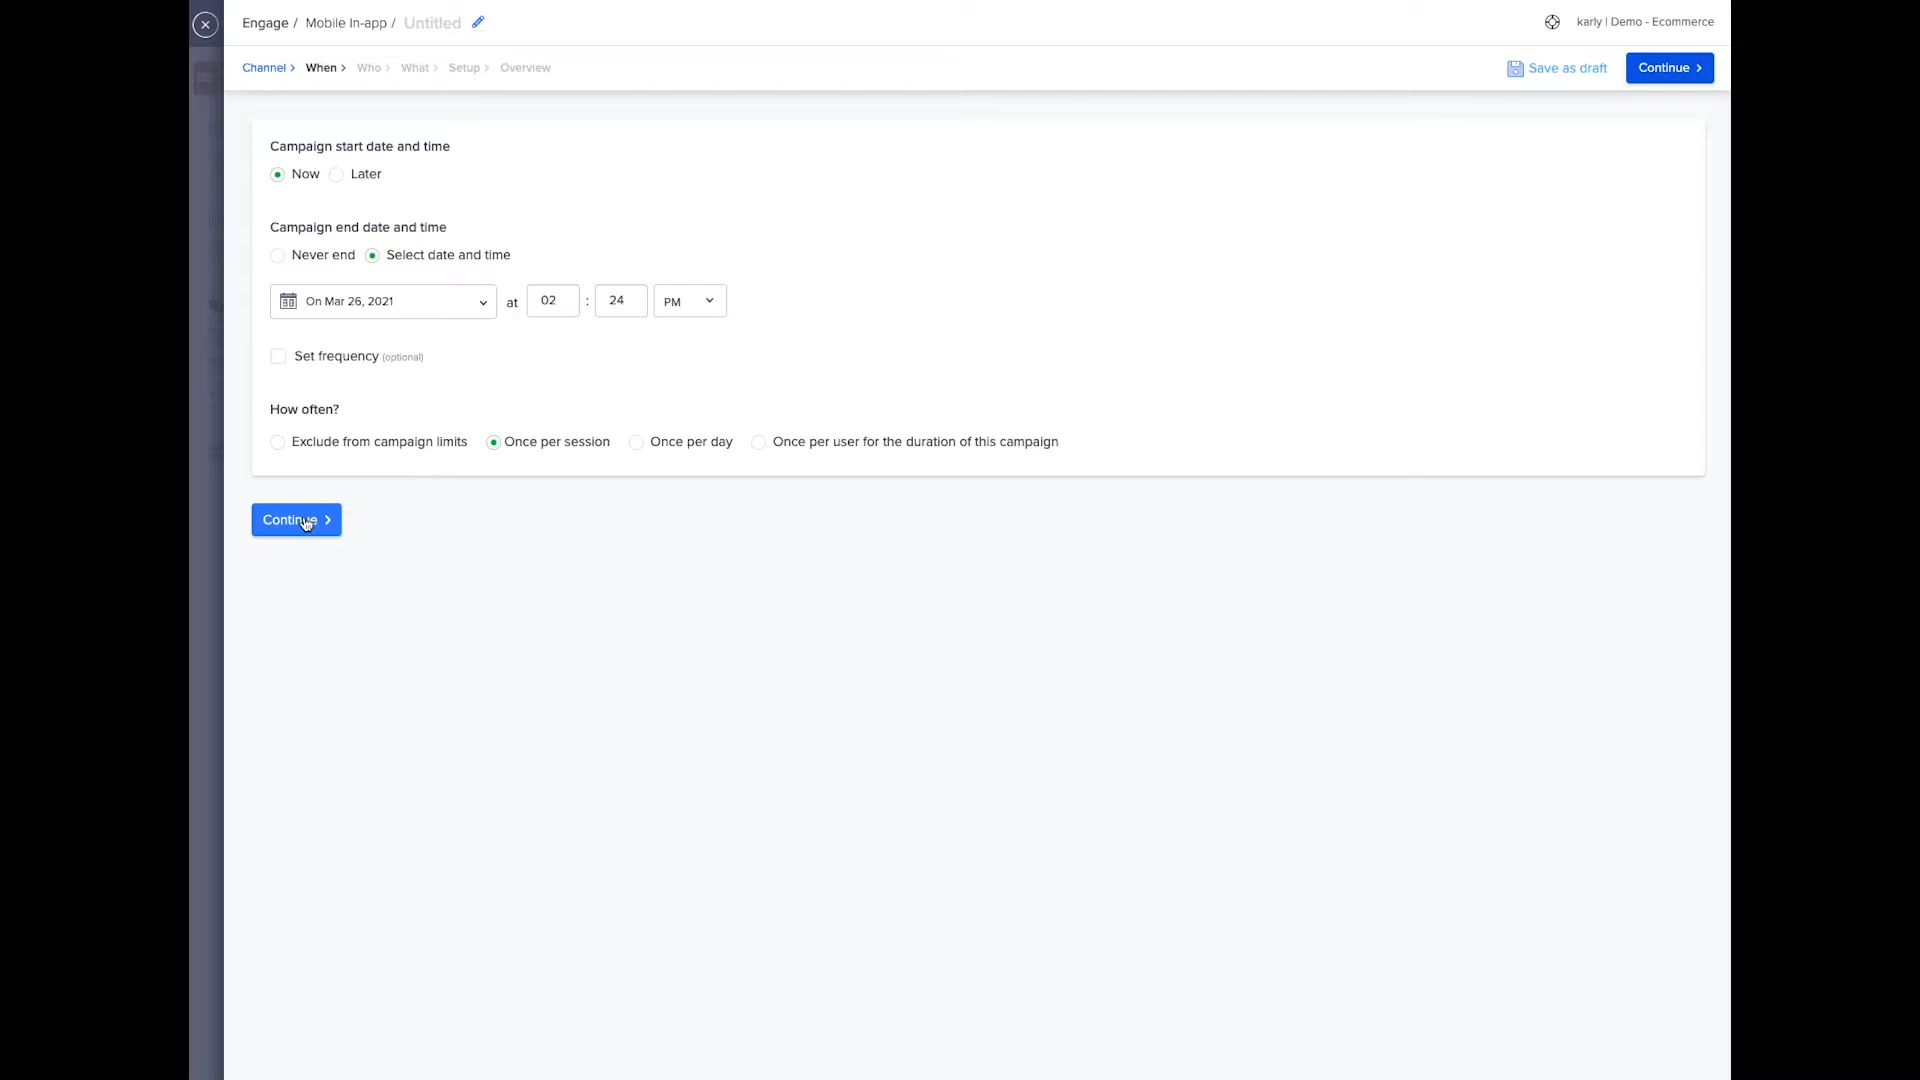 Engage / Mobile In-app / Untitled
karly | Demo - Ecommerce
Channel > When > Who > What > Setup > Overview
Save as draft
Continue >
Campaign start date and time
Now Later
Campaign end date and time
Never end Select date and time
On Mar 26, 2021 at 02 : 24 PM
Set frequency (optional)
How often?
Exclude from campaign limits Once per session Once per day Once per user for the duration of this campaign
Continue >